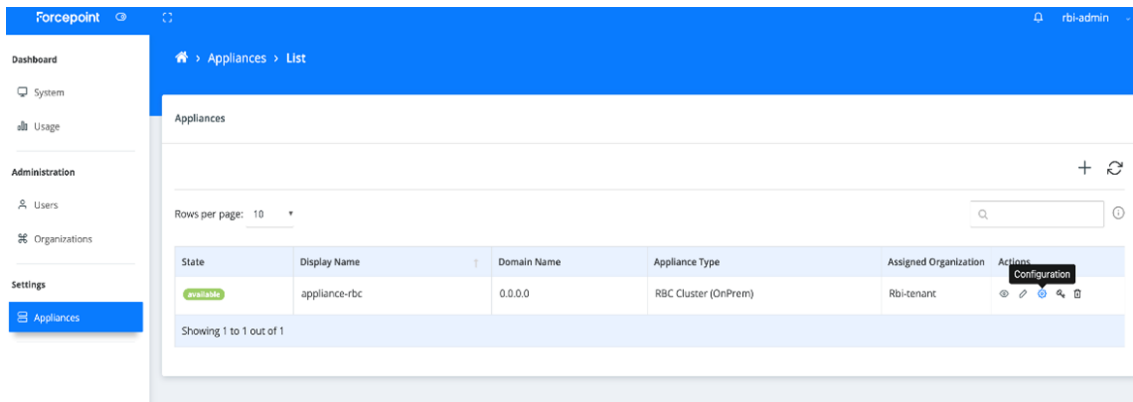 Forcepoint
rbi-admin
Dashboard
System
Usage
Administration
Users
Organizations
Settings
Appliances
Appliances > List
Appliances
Rows per page: 10
State Display Name Domain Name Appliance Type Assigned Organization Actions
Configuration
available appliance-rbc 0.0.0.0 RBC Cluster (OnPrem) Rbi-tenant
Showing 1 to 1 out of 1